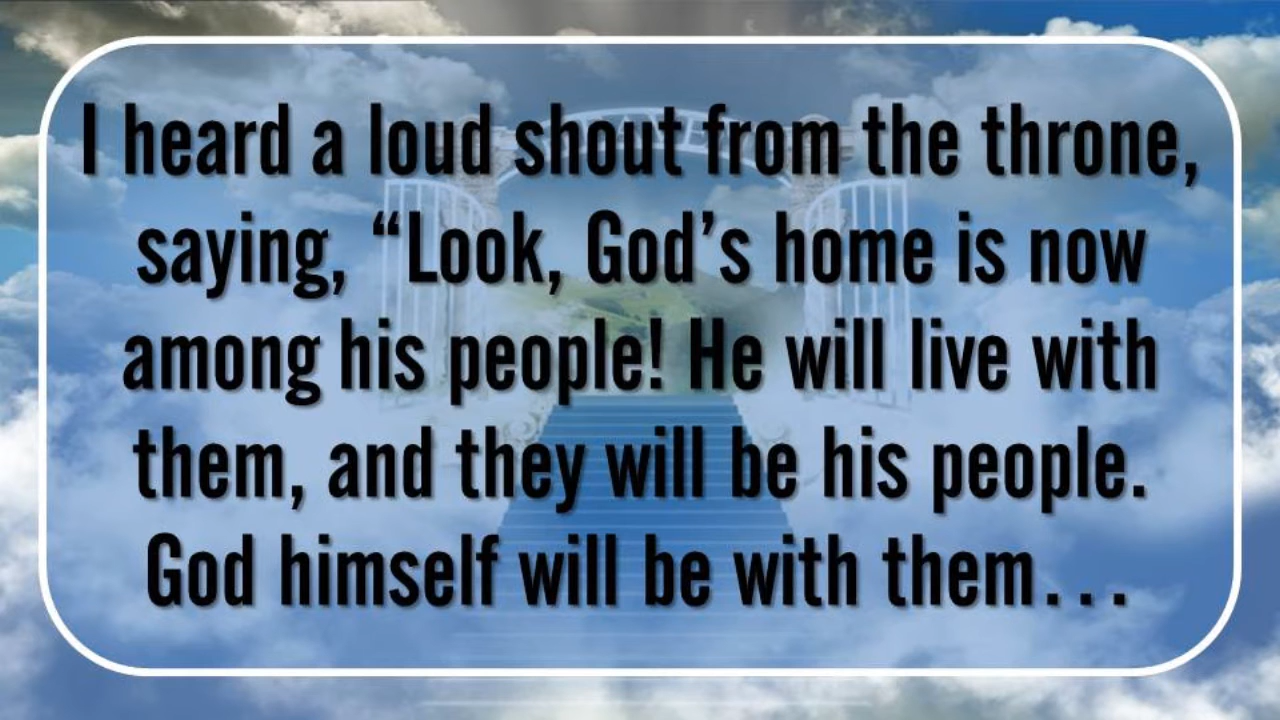 I heard a loud shout from the throne,
saying, “Look, God’s home is now
among his people! He will live with
them, and they will be his people.
God himself will be with them . . .